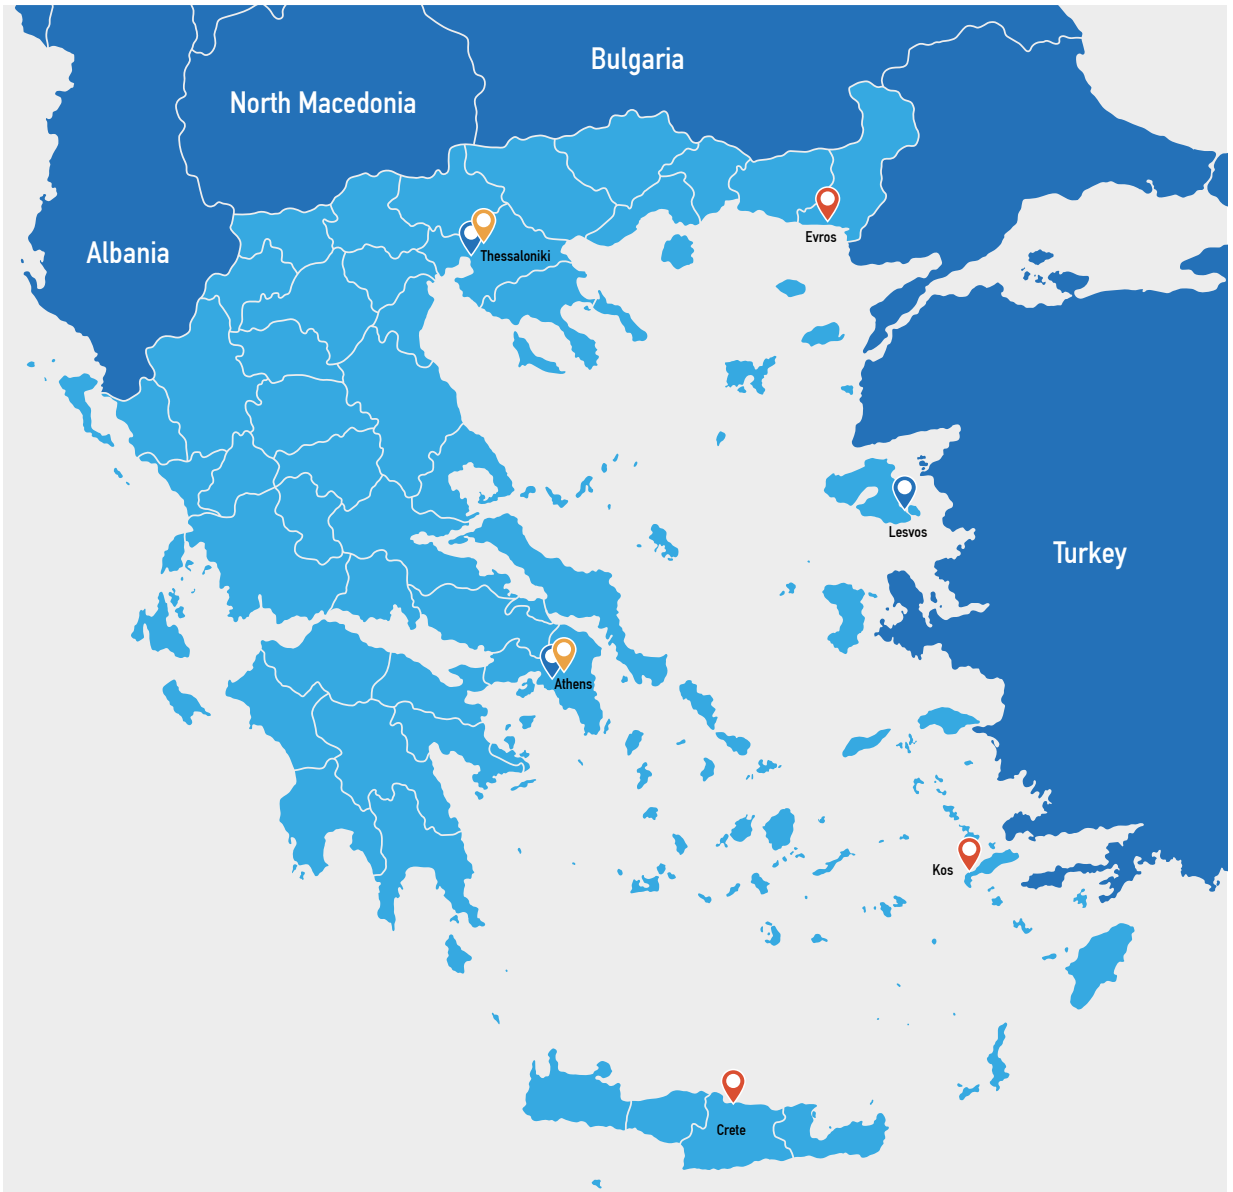 Bulgaria
North Macedonia
Albania
Evros
Thessaloniki
Lesvos
Turkey
Athens
Kos
Crete